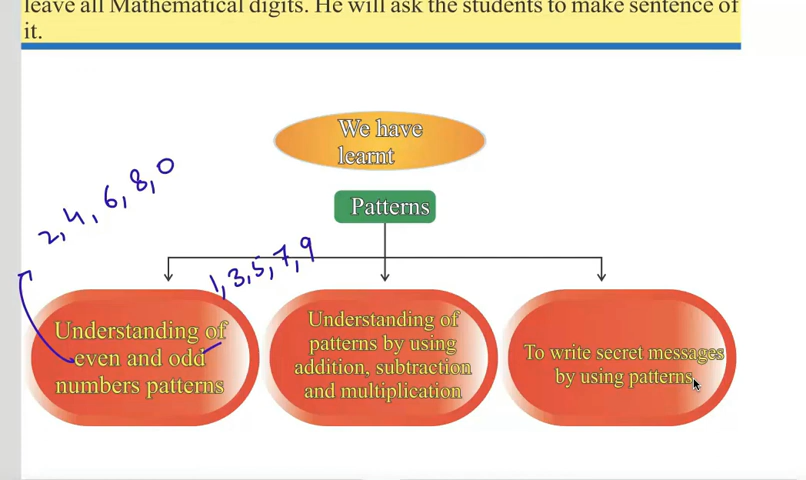 leave all Mathematical digits. He will ask the students to make sentence of
it.
We have
learnt
Patterns
2, 4, 6, 8, 0
1, 3, 5, 7, 9
Understanding of
even and odd
numbers patterns
Understanding of
patterns by using
addition, subtraction
and multiplication
To write secret messages
by using patterns.